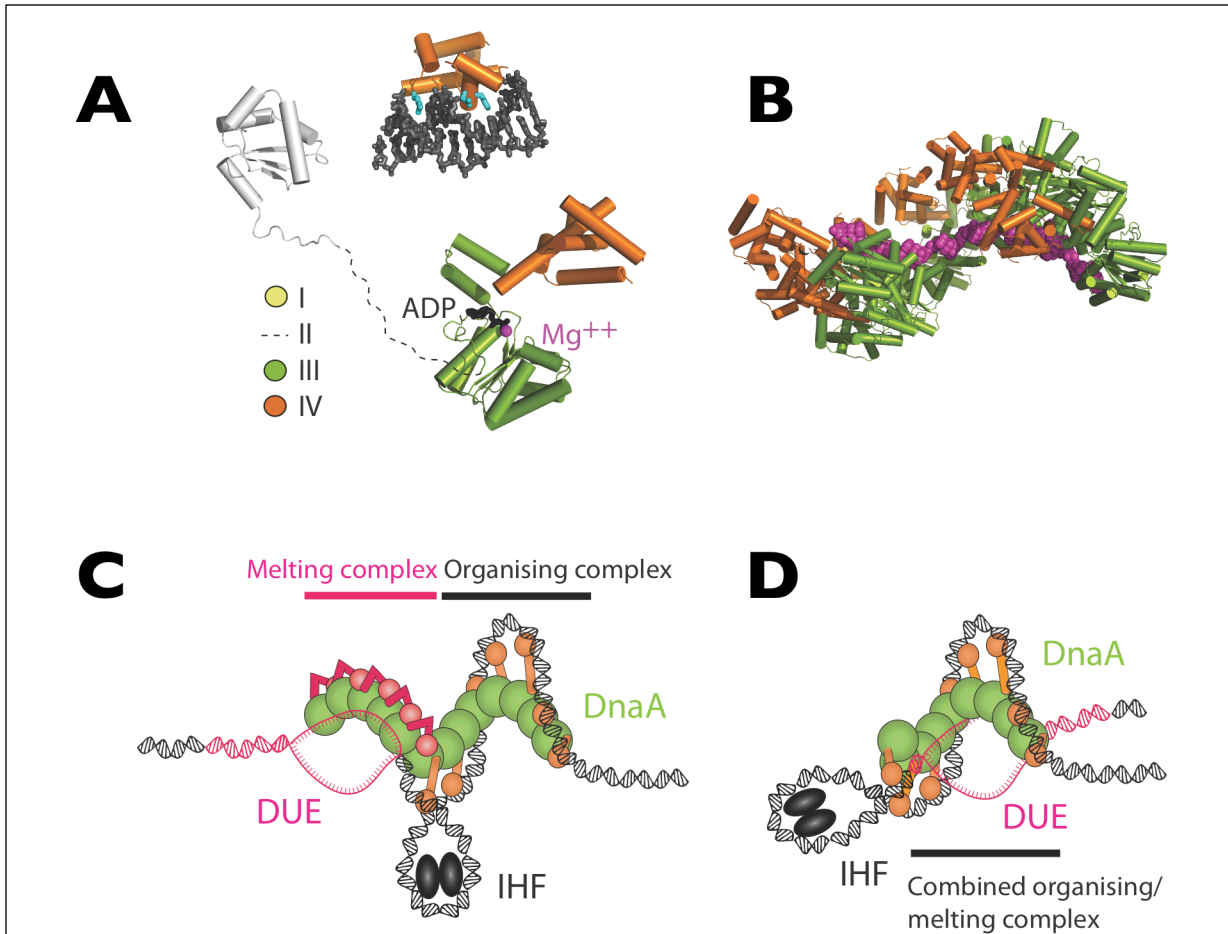 A
B
ADP
Mg++
I
II
III
IV
C
Melting complex Organising complex
DnaA
DUE
IHF
D
DnaA
DUE
IHF
Combined organising/
melting complex